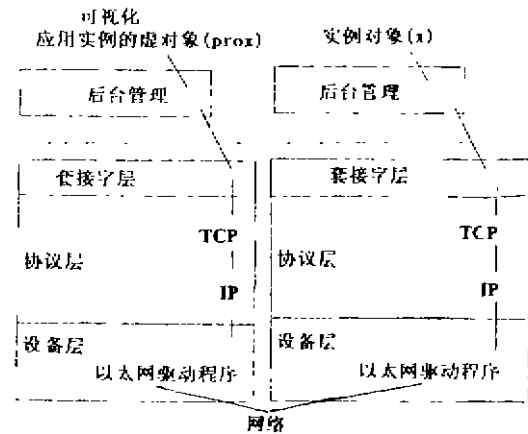 可视化
应用实例的虚对象(prox)
实例对象(x)
后台管理
后台管理
套接字层
套接字层
TCP
TCP
协议层
协议层
IP
IP
设备层
设备层
以太网驱动程序
以太网驱动程序
网络